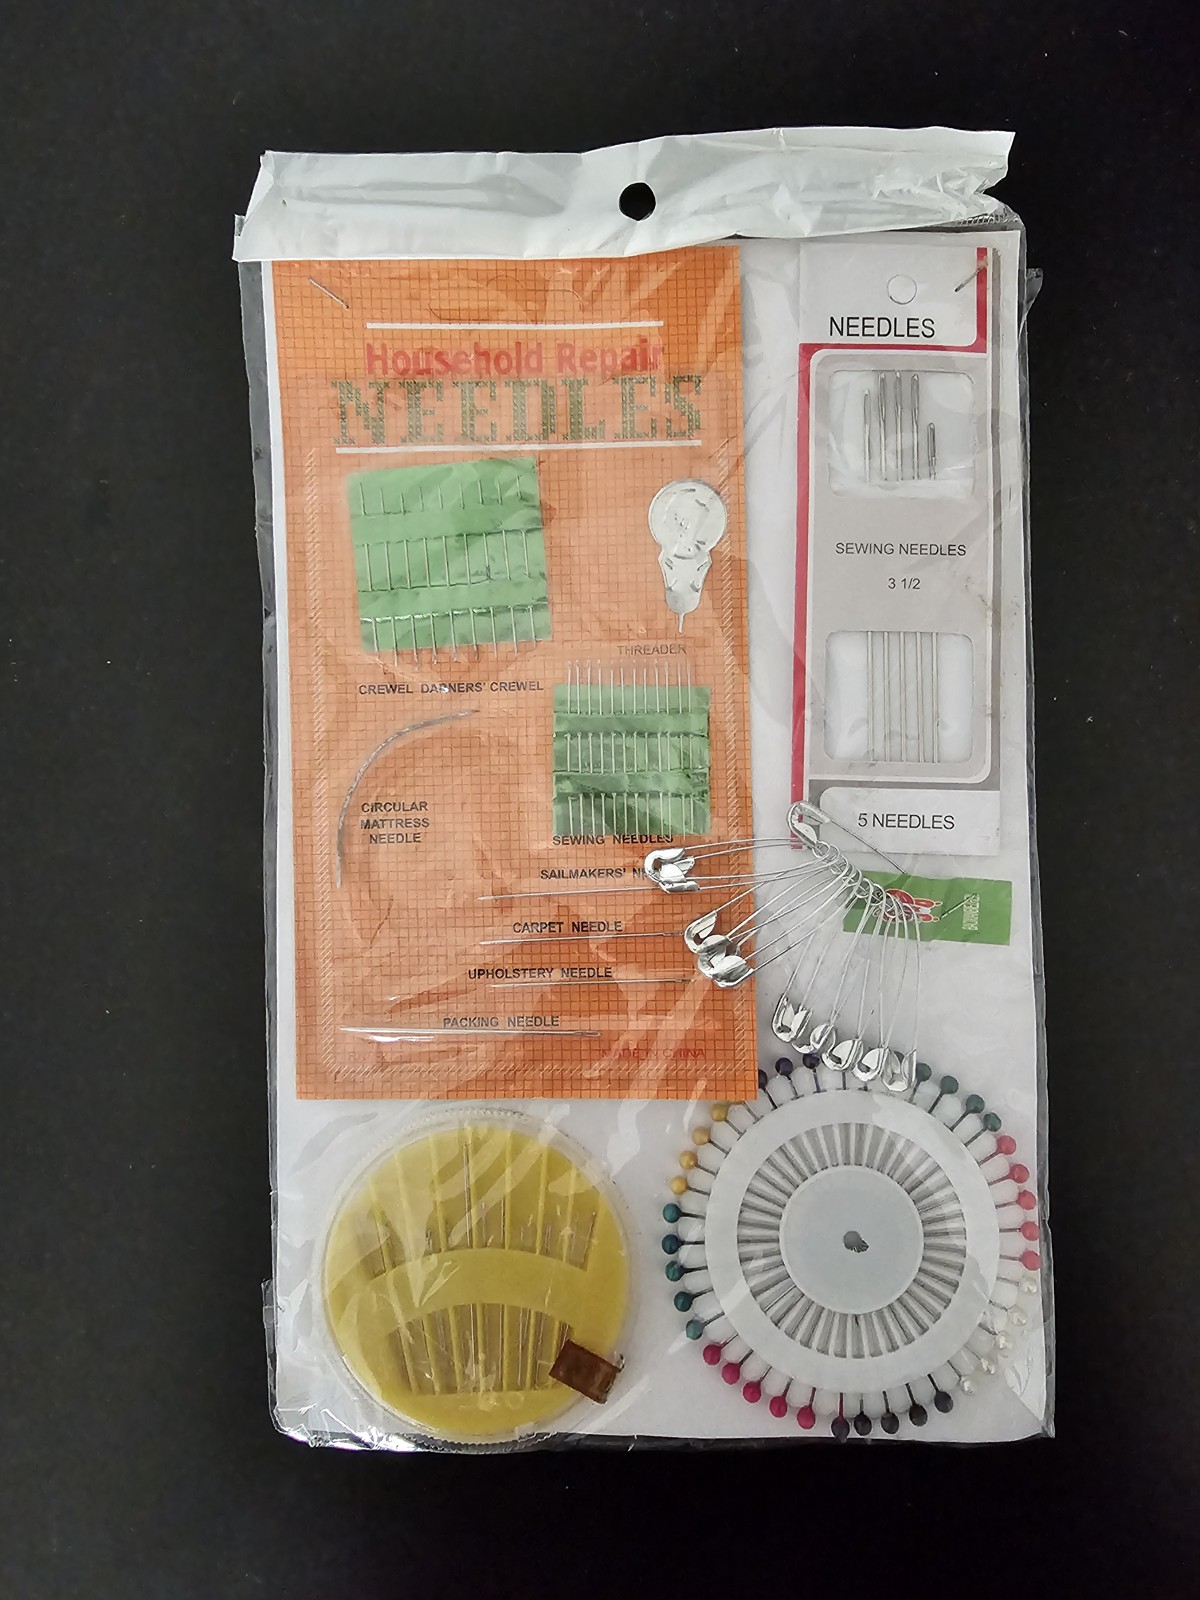 Household Repair
NEEDLES
THREADER
CREWEL DARNERS' CREWEL
CIRCULAR
MATTRESS
NEEDLE
SEWING NEEDLES
SAILMAKERS'
CARPET NEEDLE
UPHOLSTERY NEEDLE
PACKING NEEDLE
MADE IN CHINA
NEEDLES
SEWING NEEDLES
3 1/2
5 NEEDLES